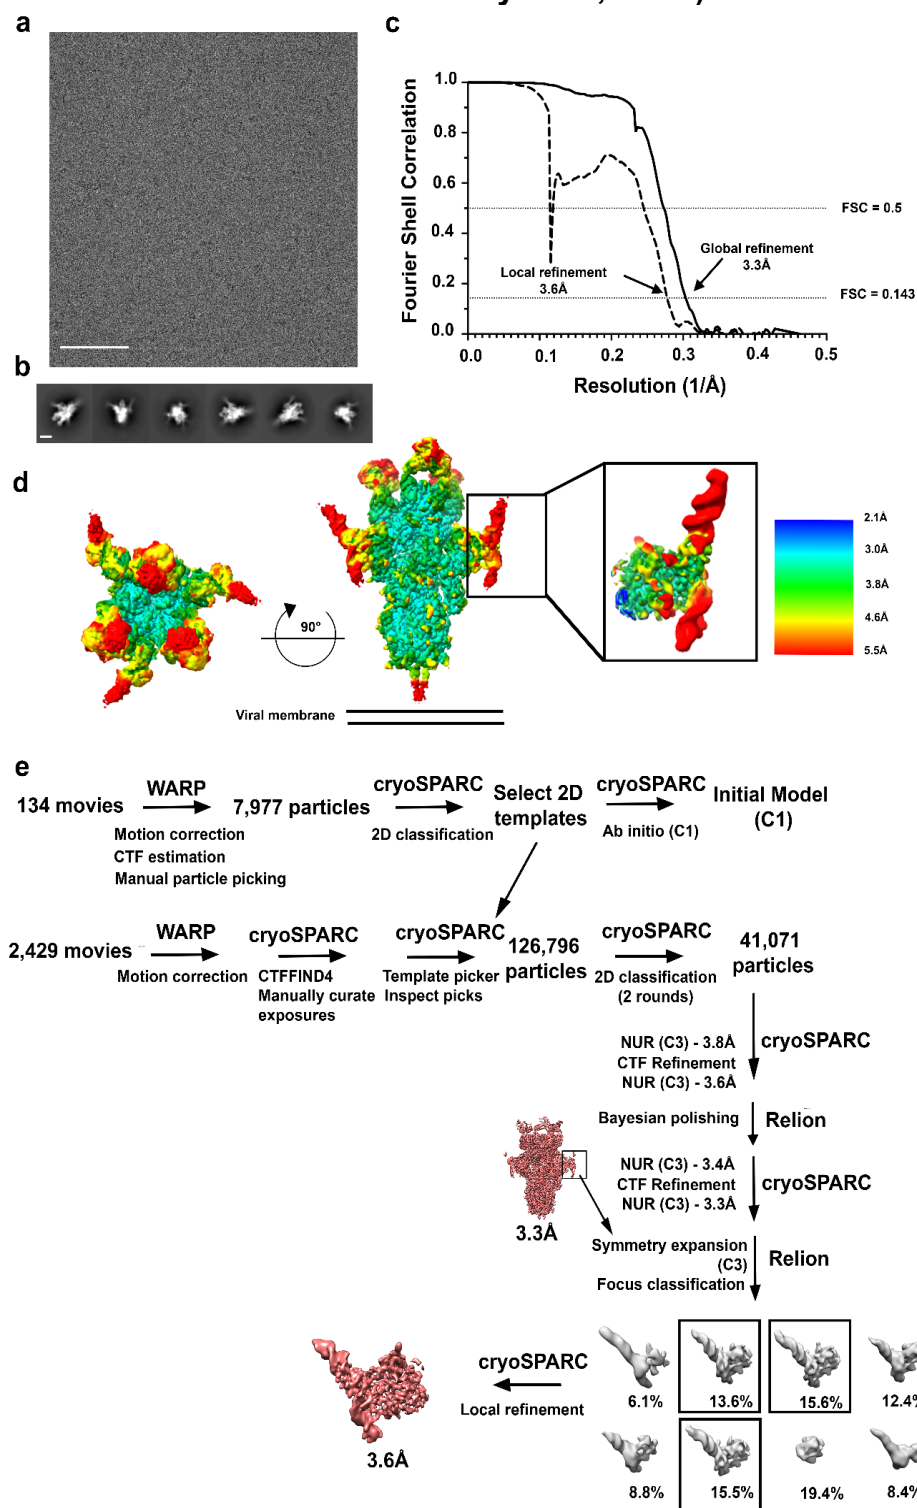 a
c
1.0
0.8
0.6
0.4
0.2
0.0
Fourier Shell Correlation
FSC = 0.5
Global refinement
3.3Å
Local refinement
3.6Å
FSC = 0.143
0.0
0.1
0.2
0.3
0.4
0.5
Resolution (1/Å)
b
d
90°
Viral membrane
2.1Å
3.0Å
3.8Å
4.6Å
5.5Å
e
134 movies
WARP
Motion correction
CTF estimation
Manual particle picking
7,977 particles
cryoSPARC
2D classification
Select 2D
templates
cryoSPARC
Ab initio (C1)
Initial Model
(C1)
2,429 movies
WARP
Motion correction
cryoSPARC
CTFFIND4
Manually curate
exposures
cryoSPARC
Template picker
Inspect picks
126,796
particles
cryoSPARC
2D classification
(2 rounds)
41,071
particles
NUR (C3) - 3.8Å
CTF Refinement
NUR (C3) - 3.6Å
cryoSPARC
Bayesian polishing
Relion
NUR (C3) - 3.4Å
CTF Refinement
NUR (C3) - 3.3Å
cryoSPARC
3.3Å
Symmetry expansion
(C3)
Focus classification
Relion
6.1%
13.6%
15.6%
12.4%
8.8%
15.5%
19.4%
8.4%
cryoSPARC
Local refinement
3.6Å